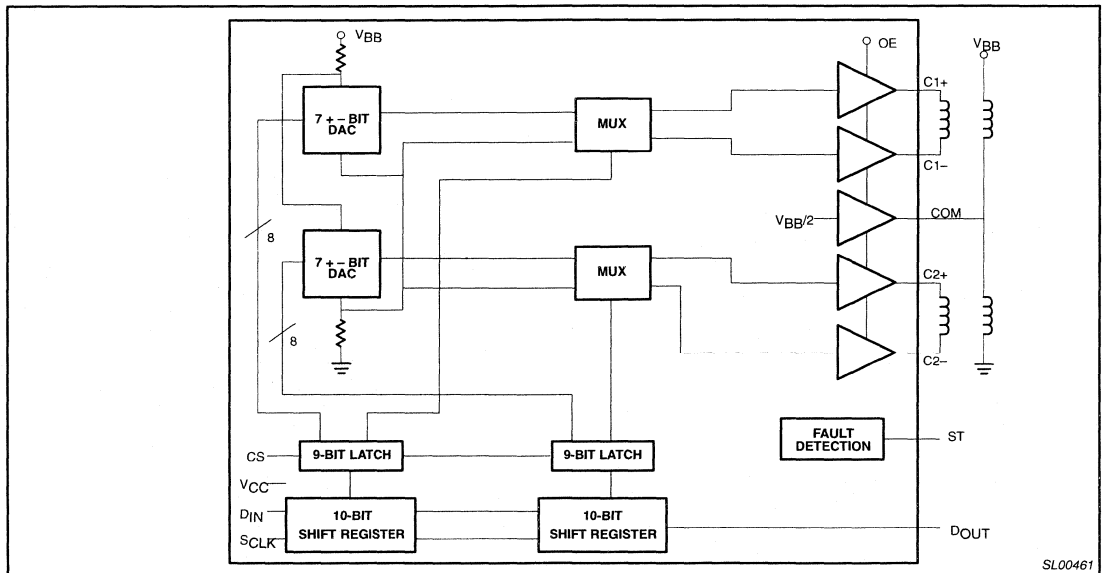 VBB
OE
VBB
C1+
7 +– BIT
DAC
MUX
C1–
8
VBB/2
COM
7 +– BIT
DAC
MUX
C2+
8
C2–
FAULT
DETECTION
ST
CS
9-BIT LATCH
9-BIT LATCH
VCC
DIN
SCLK
10-BIT
SHIFT REGISTER
10-BIT
SHIFT REGISTER
DOUT
SL00461